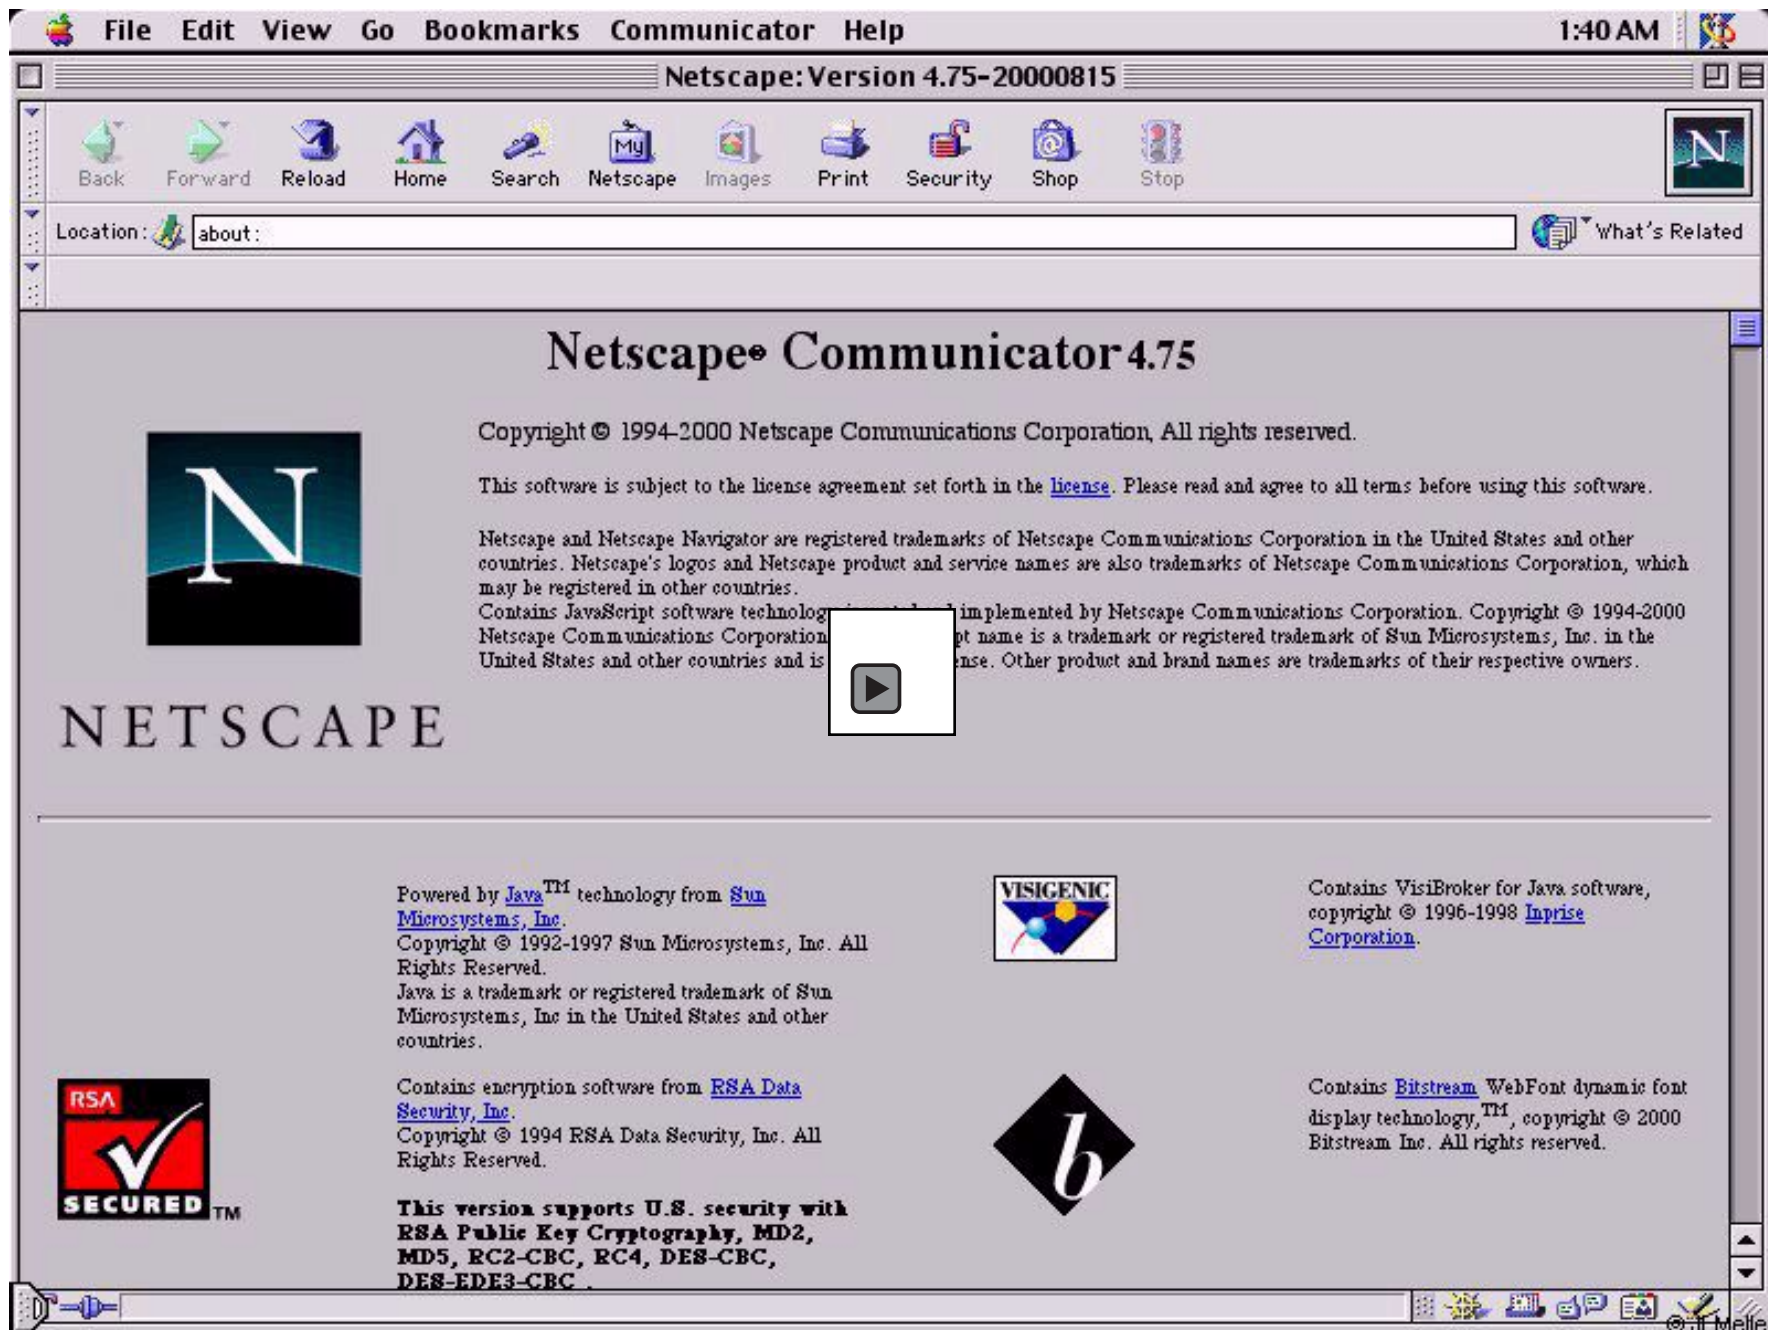 File Edit View Go Bookmarks Communicator Help 1:40 AM
Netscape: Version 4.75-20000815
Back Forward Reload Home Search Netscape Images Print Security Shop Stop
My
N
Location: about: What's Related
Netscape® Communicator 4.75
N
NETSCAPE
Copyright © 1994-2000 Netscape Communications Corporation, All rights reserved.
This software is subject to the license agreement set forth in the license. Please read and agree to all terms before using this software.
Netscape and Netscape Navigator are registered trademarks of Netscape Communications Corporation in the United States and other
countries. Netscape's logos and Netscape product and service names are also trademarks of Netscape Communications Corporation, which
may be registered in other countries.
Contains JavaScript software implemented by Netscape Communications Corporation. Copyright © 1994-2000
Netscape Communications Corporation name is a trademark or registered trademark of Sun Microsystems, Inc. in the
United States and other countries and is Other product and brand names are trademarks of their respective owners.
Powered by Java™ technology from Sun
Microsystems, Inc.
Copyright © 1992-1997 Sun Microsystems, Inc. All
Rights Reserved.
Java is a trademark or registered trademark of Sun
Microsystems, Inc in the United States and other
countries.
VISIGENIC
Contains VisiBroker for Java software,
copyright © 1996-1998 Inprise
Corporation.
RSA
SECURED TM
Contains encryption software from RSA Data
Security, Inc.
Copyright © 1994 RSA Data Security, Inc. All
Rights Reserved.
This version supports U.S. security with
RSA Public Key Cryptography, MD2,
MD5, RC2-CBC, RC4, DES-CBC,
DES-EDE3-CBC .
b
Contains Bitstream WebFont dynamic font
display technology,™, copyright © 2000
Bitstream Inc. All rights reserved.